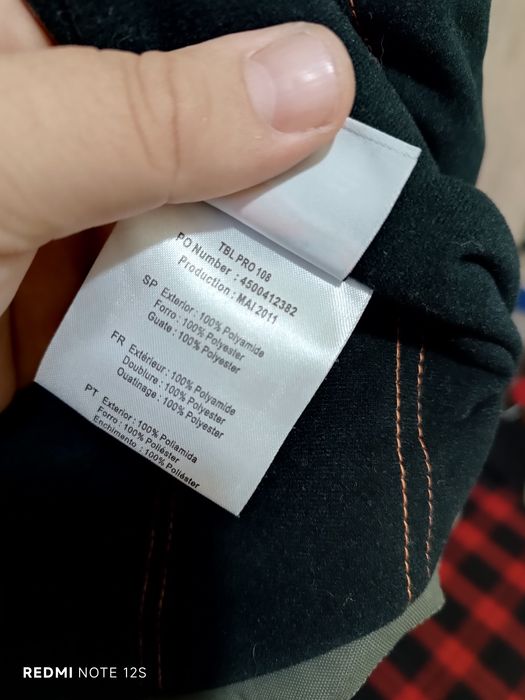 TBL PRO 108
PO Number : 4500412382
Production : MAI 2011
SP Exterior : 100% Polyamide
Forro : 100% Polyester
Guate : 100% Polyester
FR Extérieur : 100% Polyamide
Doublure : 100% Polyester
Ouatinage : 100% Polyester
PT Exterior : 100% Poliamida
Forro : 100% Poliéster
Enchimento : 100% Poliéster
REDMI NOTE 12S